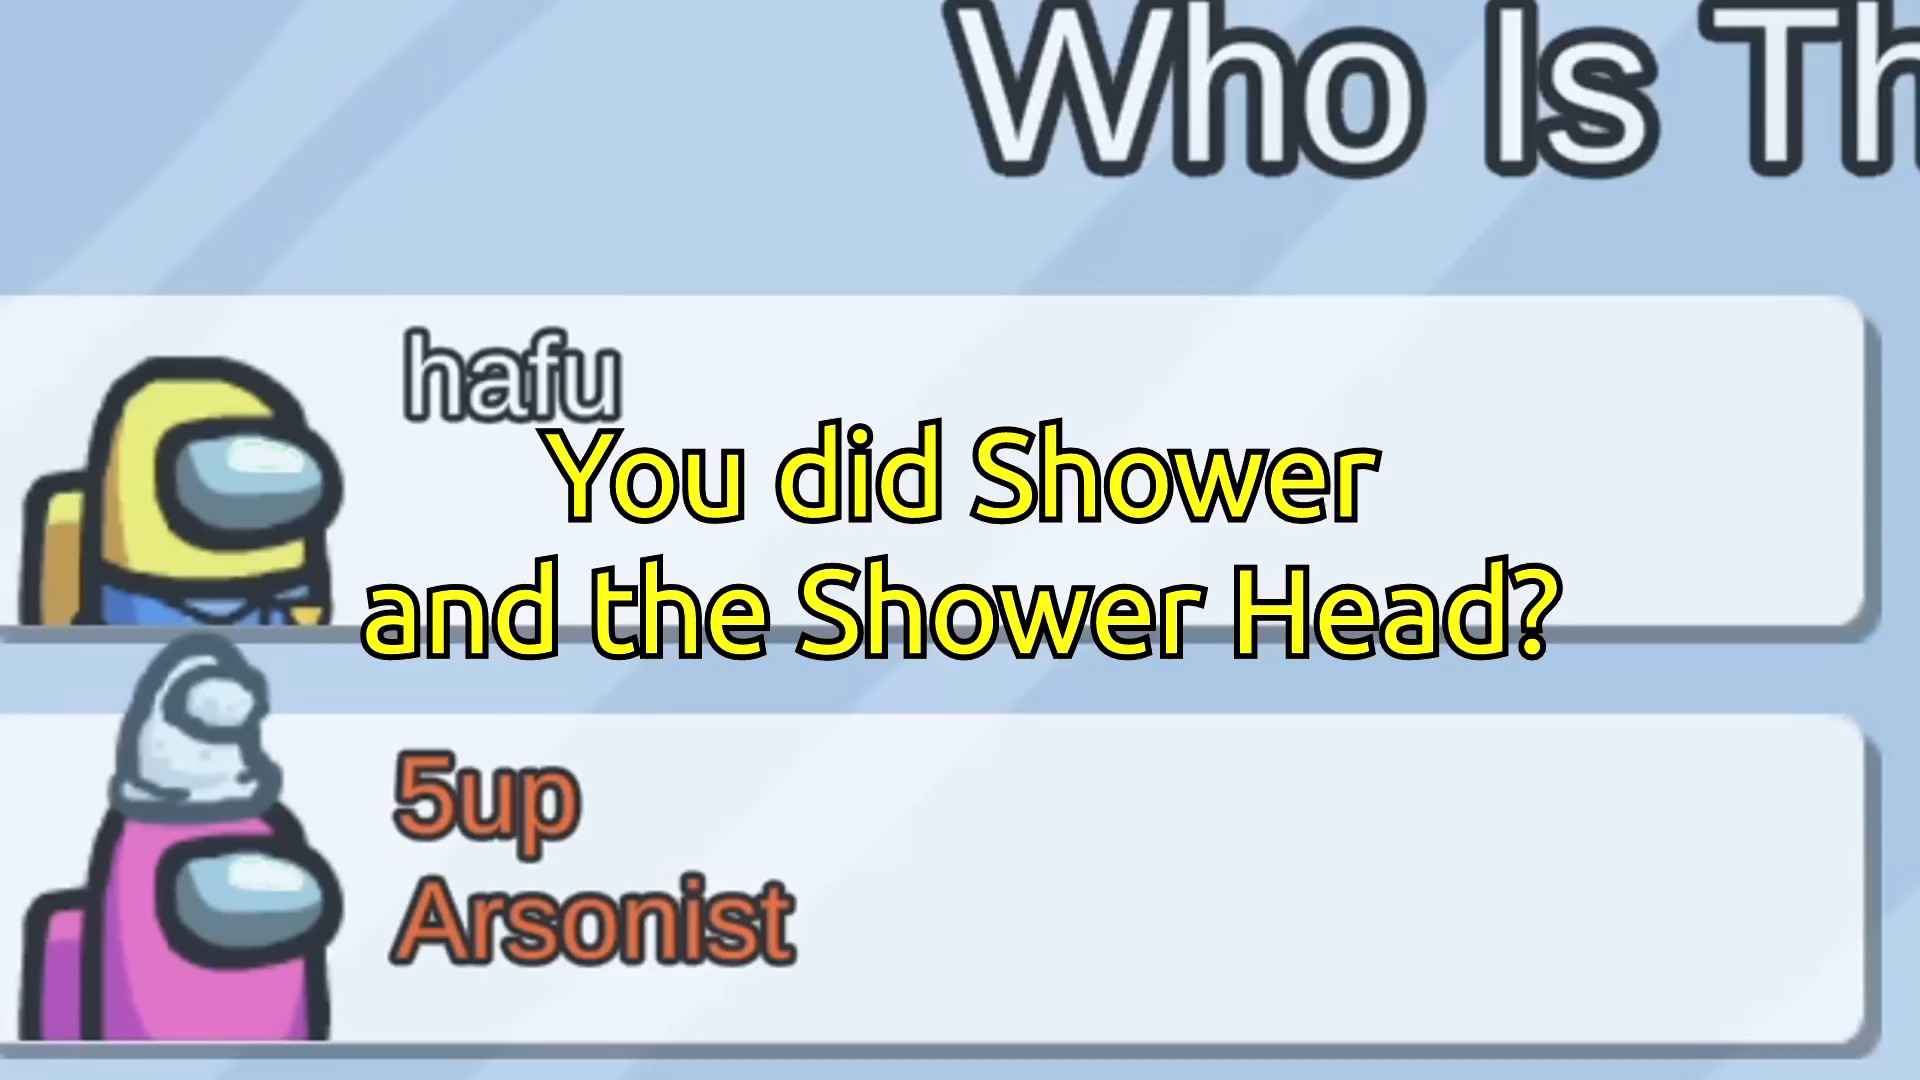 Who Is Th
hafu
You did Shower
and the Shower Head?
5up
Arsonist